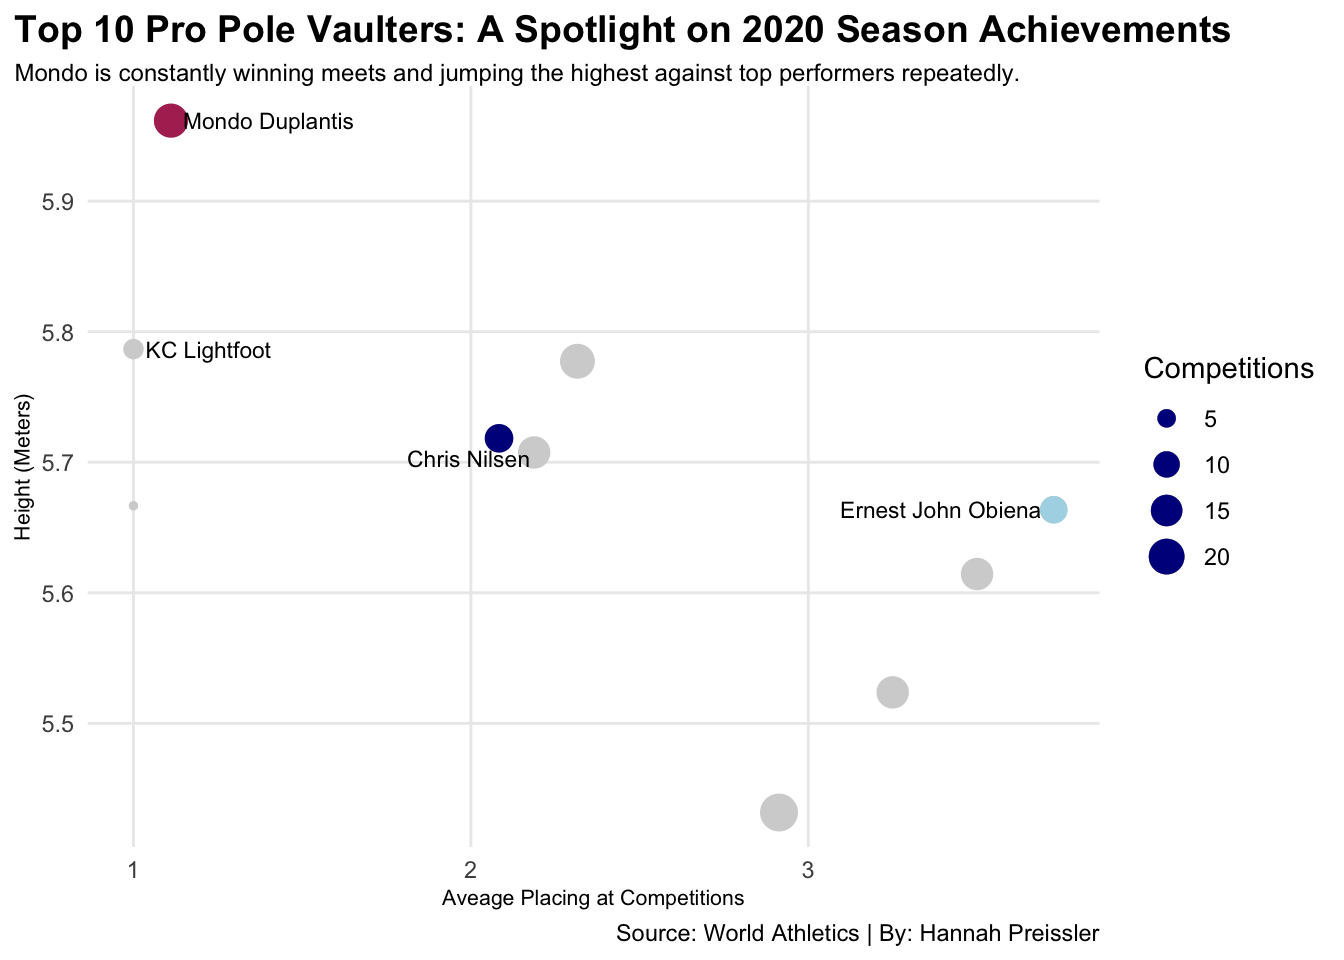 Top 10 Pro Pole Vaulters: A Spotlight on 2020 Season Achievements
Mondo is constantly winning meets and jumping the highest against top performers repeatedly.
Mondo Duplantis
5.9
5.8
KC Lightfoot
Competitions
5
Chris Nilsen
5.7
10
Height (Meters)
Ernest John Obiena
15
20
5.6
5.5
1
2
3
Aveage Placing at Competitions
Source: World Athletics | By: Hannah Preissler